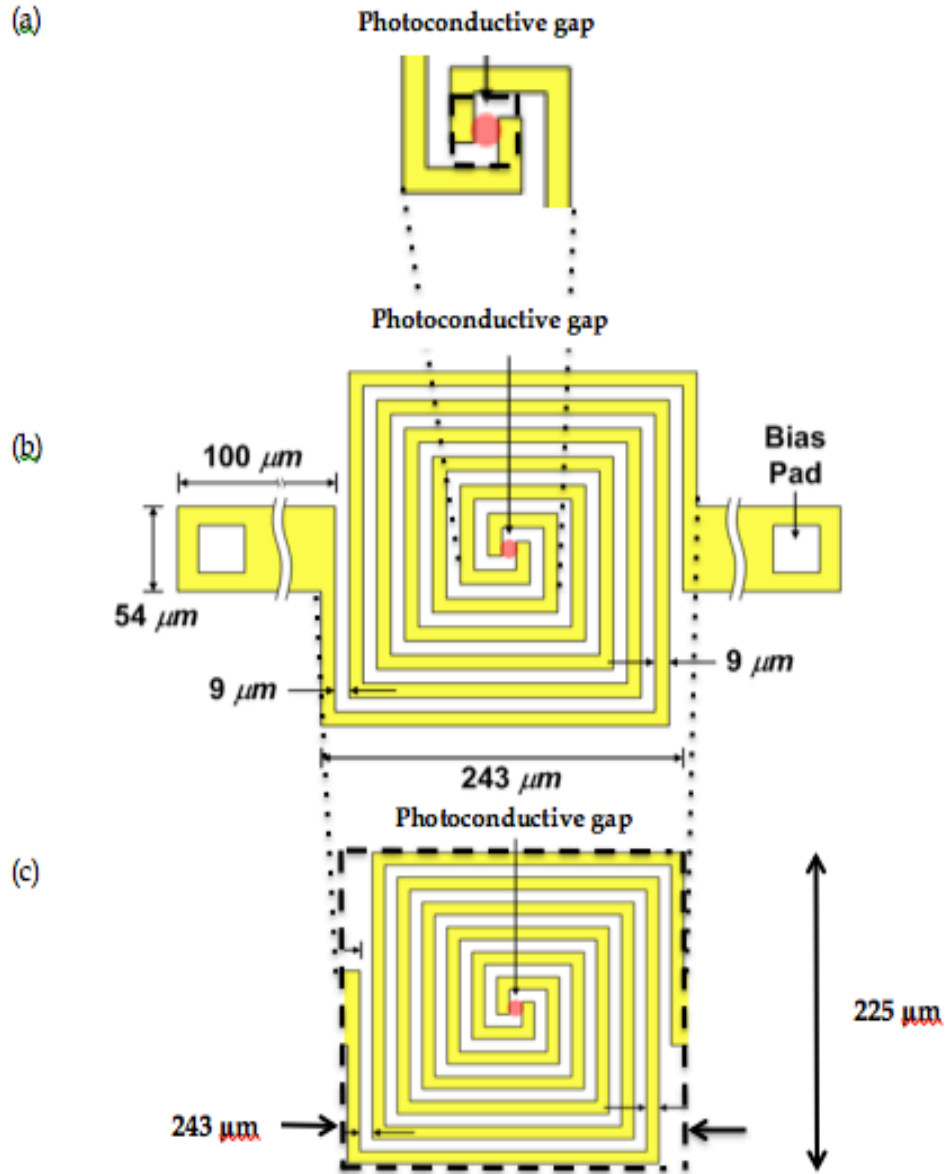 (a)
Photoconductive gap
Photoconductive gap
(b)
100 μm
Bias
Pad
54 μm
9 μm
9 μm
243 μm
Photoconductive gap
(c)
225 µm
243 µm